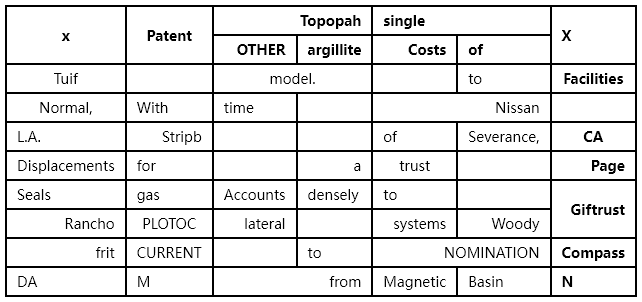 x Patent Topopah single X
OTHER argillite Costs of
Tuif model. to Facilities
Normal, With time Nissan
L.A. Stripb of Severance, CA
Displacements for a trust Page
Seals gas Accounts densely to Giftrust
Rancho PLOTOC lateral systems Woody
frit CURRENT to NOMINATION Compass
DA M from Magnetic Basin N